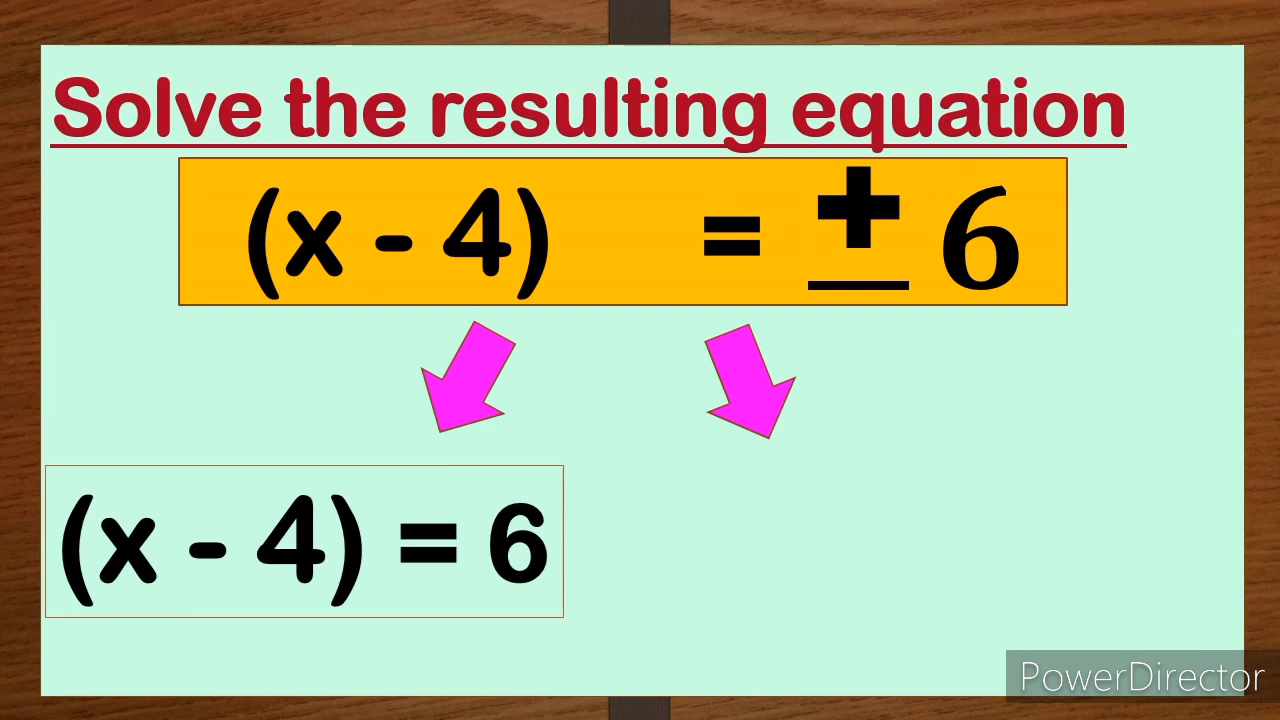 Solve the resulting equation
(x - 4) = ± 6
(x - 4) = 6
PowerDirector